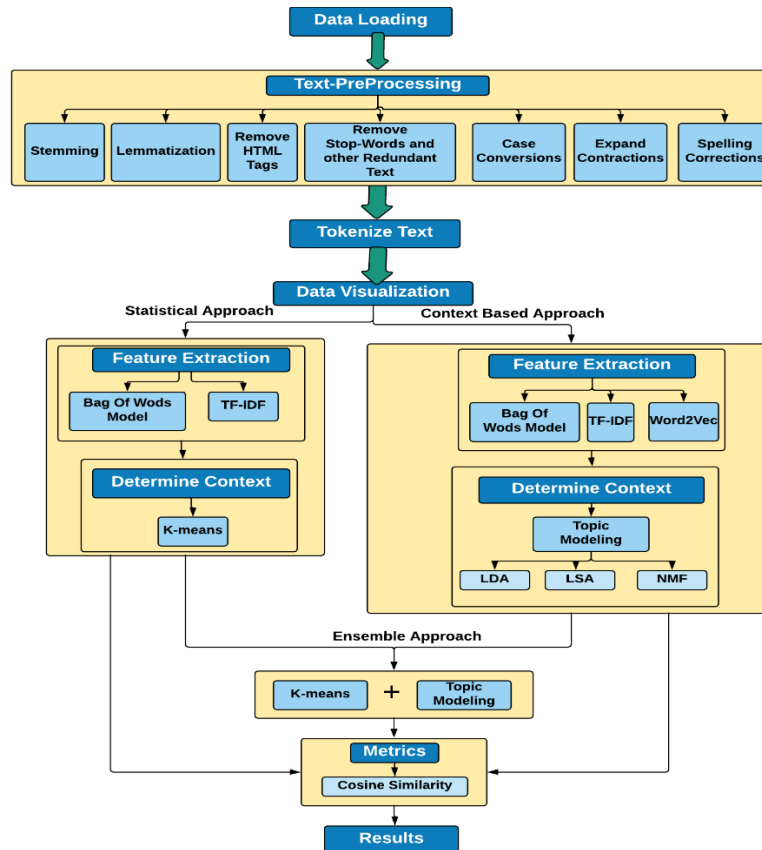 Data Loading
Text-PreProcessing
Stemming
Lemmatization
Remove
HTML
Tags
Remove
Stop-Words and
other Redundant
Text
Case
Conversions
Expand
Contractions
Spelling
Corrections
Tokenize Text
Data Visualization
Statistical Approach
Context Based Approach
Feature Extraction
Bag Of Wods
Model
TF-IDF
Determine Context
K-means
Feature Extraction
Bag Of
Wods Model
TF-IDF
Word2Vec
Determine Context
Topic
Modeling
LDA
LSA
NMF
Ensemble Approach
K-means
+
Topic
Modeling
Metrics
Cosine Similarity
Results